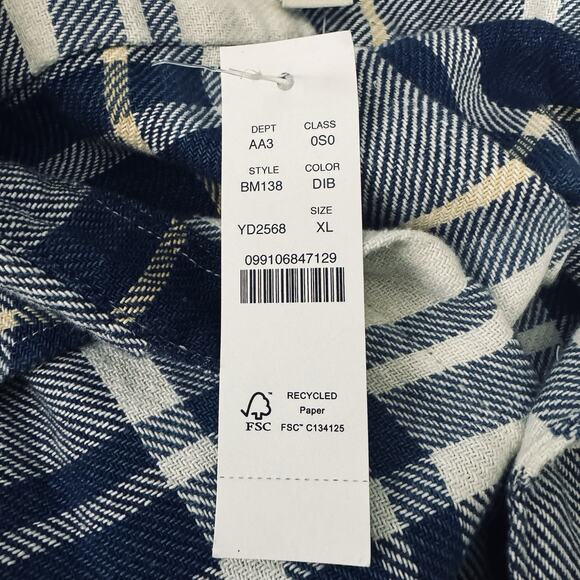 DEPT CLASS
AA3 0S0
STYLE COLOR
BM138 DIB
SIZE
YD2568 XL
099106847129
RECYCLED
Paper
FSC FSC™ C134125